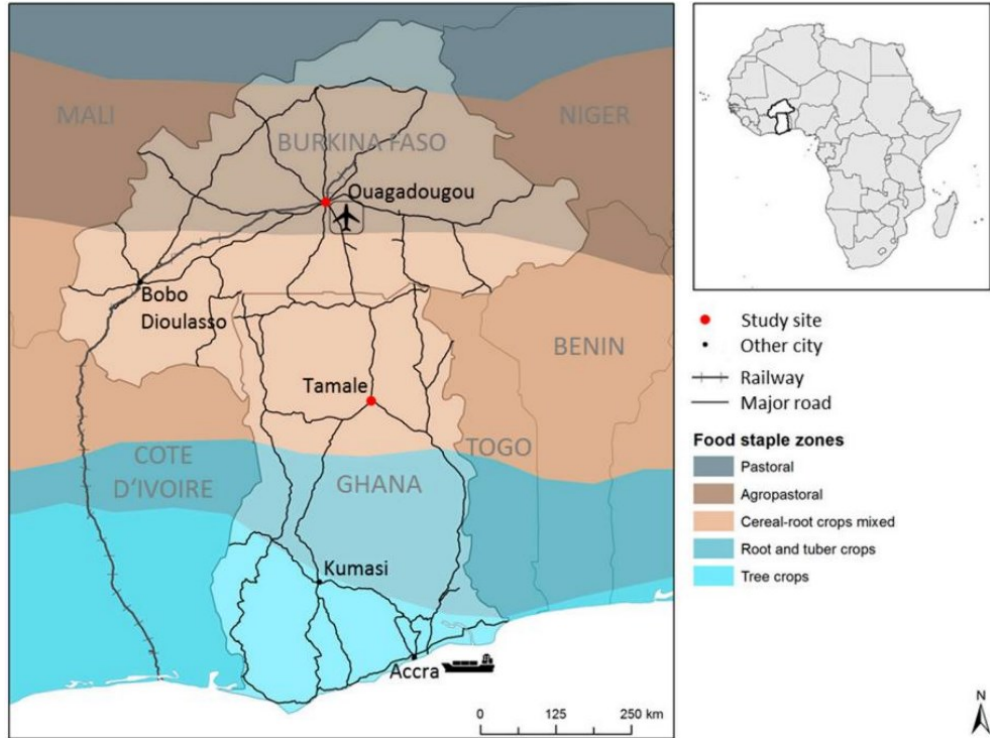 MALI
NIGER
BURKINA FASO
Ouagadougou
Bobo
Dioulasso
BENIN
Tamale
TOGO
COTE
D'IVOIRE
GHANA
Kumasi
Accra
0 125 250 km
Study site
Other city
Railway
Major road
Food staple zones
Pastoral
Agropastoral
Cereal-root crops mixed
Root and tuber crops
Tree crops
N